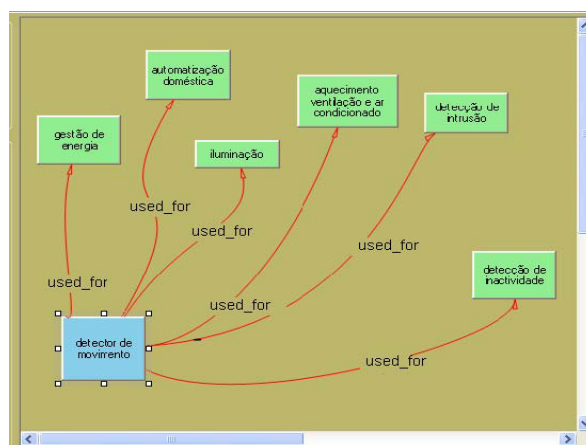 automatização
doméstica
aquecimento
ventilação e ar
condicionado
detecção de
intrusão
gestão de
energia
iluminação
used_for
used_for
used_for
detecção de
inactividade
used_for
used_for
used_for
detector de
movimento